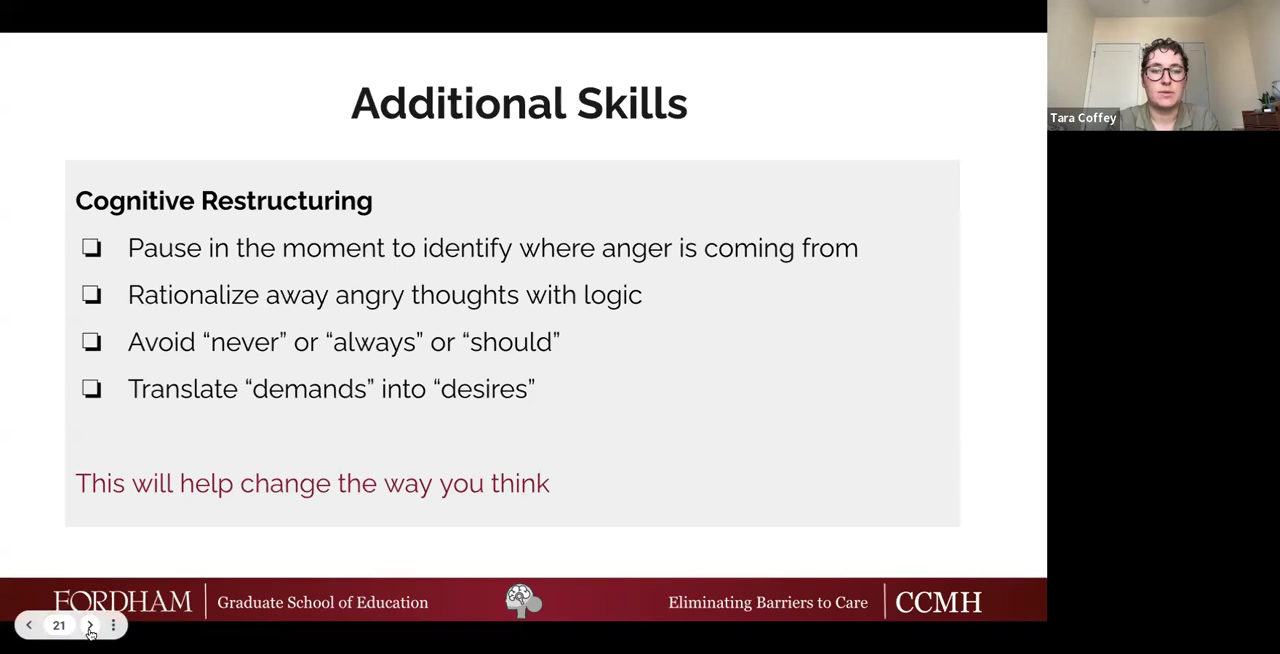 Additional Skills
Tara Coffey
Cognitive Restructuring
❏ Pause in the moment to identify where anger is coming from
❏ Rationalize away angry thoughts with logic
❏ Avoid “never” or “always” or “should”
❏ Translate “demands” into “desires”
This will help change the way you think
FORDHAM | Graduate School of Education
Eliminating Barriers to Care | CCMH
21